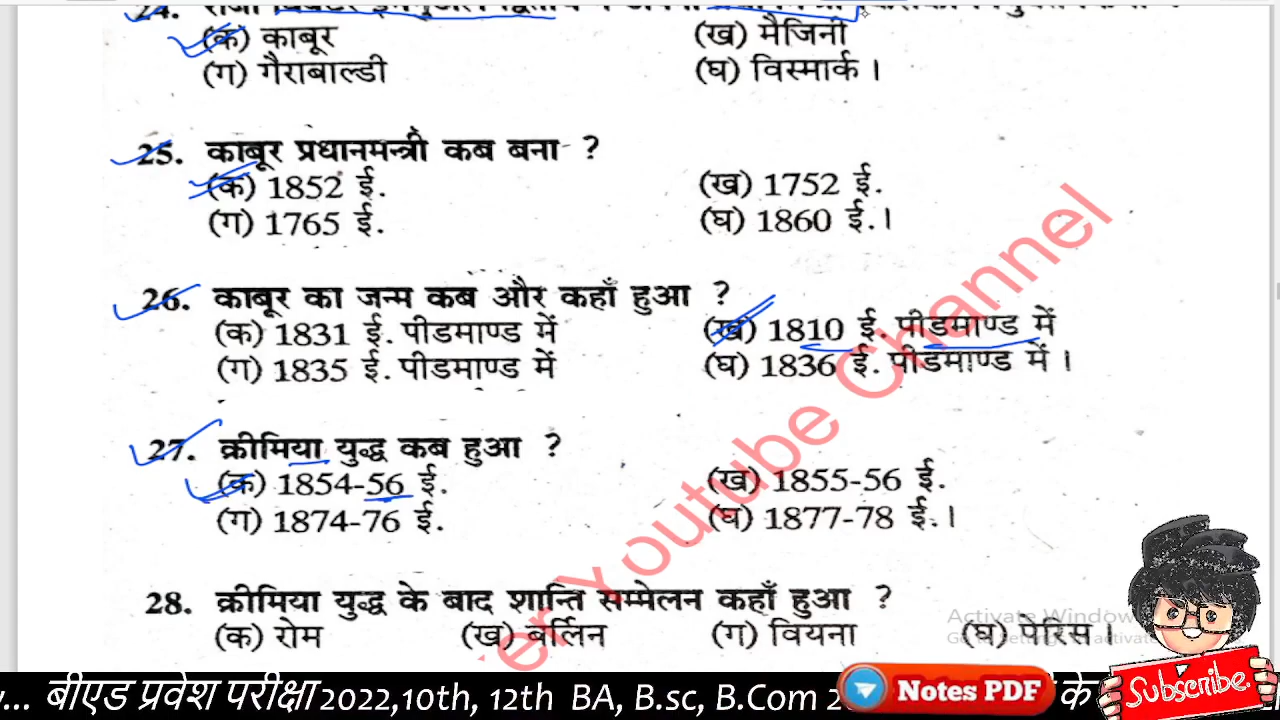 (क) काबूर (ख) मैजिनी
(ग) गैराबाल्डी (घ) विस्मार्क ।
25. काबूर प्रधानमन्त्री कब बना ?
(क) 1852 ई. (ख) 1752 ई.
(ग) 1765 ई. (घ) 1860 ई.।
26. काबूर का जन्म कब और कहाँ हुआ ?
(क) 1831 ई. पीडमाण्ड में (ख) 1810 ई. पीडमाण्ड में
(ग) 1835 ई. पीडमाण्ड में (घ) 1836 ई. पीडमाण्ड में ।
27. क्रीमिया युद्ध कब हुआ ?
(क) 1854-56 ई. (ख) 1855-56 ई.
(ग) 1874-76 ई. (घ) 1877-78 ई.।
28. क्रीमिया युद्ध के बाद शान्ति सम्मेलन कहाँ हुआ ?
(क) रोम (ख) बर्लिन (ग) वियना (घ) पेरिस ।
Youtube Channel
Activate Window
बीएड प्रवेश परीक्षा 2022,10th, 12th BA, B.sc, B.Com
Notes PDF
के
Subscribe